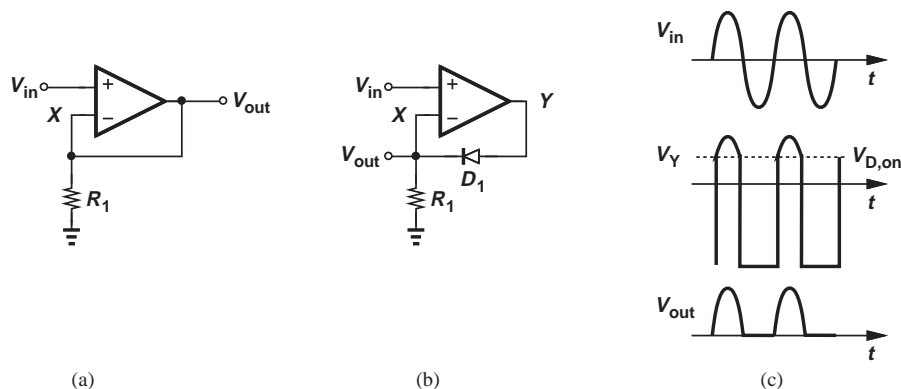 V_in
+
X
−
V_out
R_1
(a)
V_in
+
X
−
Y
V_out
D_1
R_1
(b)
V_in
t
V_Y
V_D,on
t
V_out
t
(c)